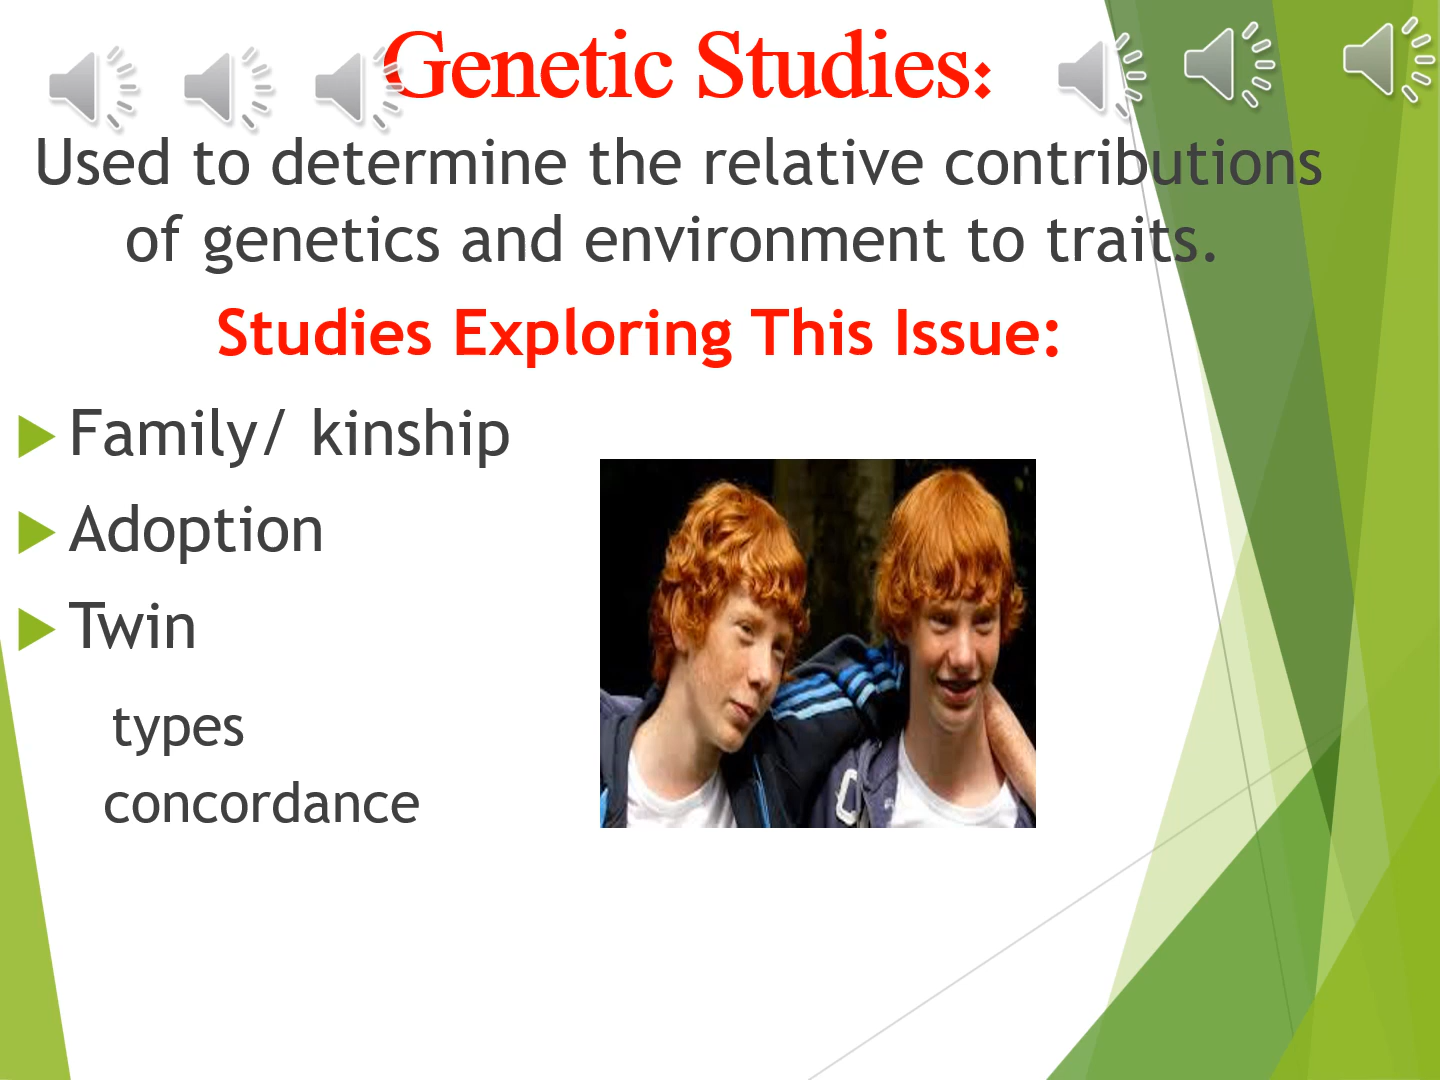 Genetic Studies:
Used to determine the relative contributions
of genetics and environment to traits.
Studies Exploring This Issue:
Family/ kinship
Adoption
Twin
types
concordance